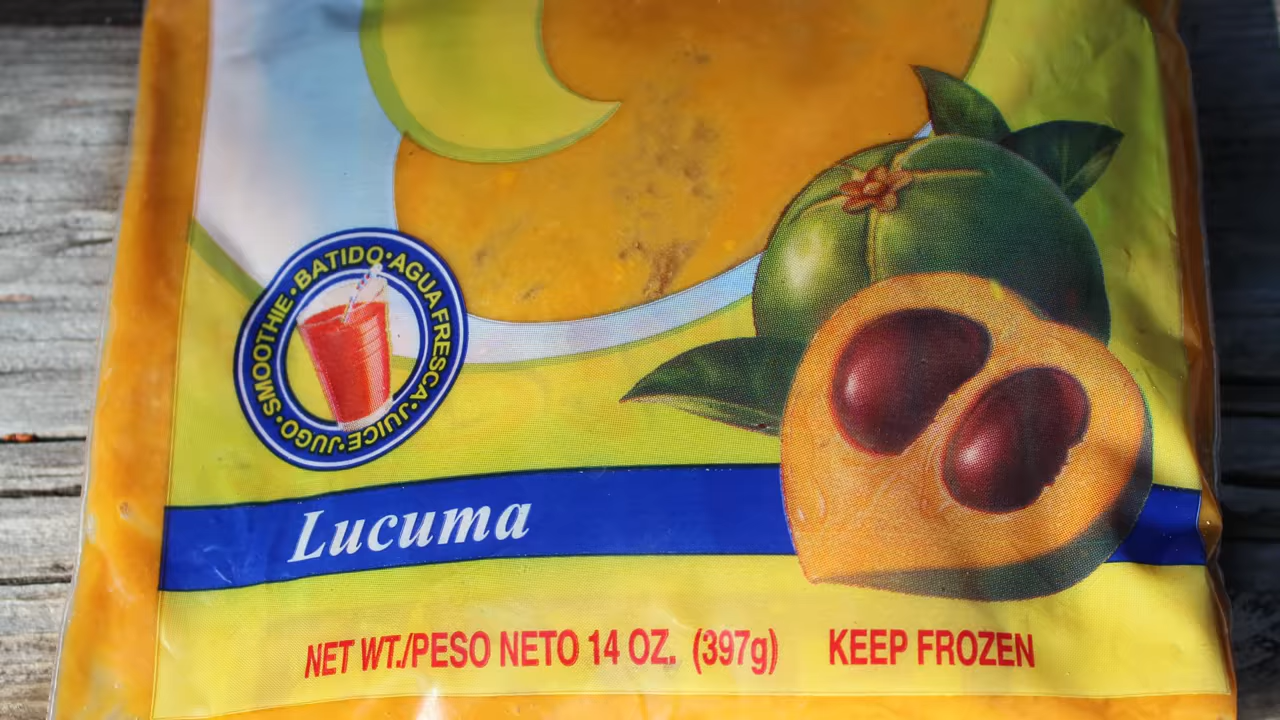 BATIDO•AGUA FRESCA•JUICE•JUGO•SMOOTHIE•
Lucuma
NET WT./PESO NETO 14 OZ. (397g) KEEP FROZEN